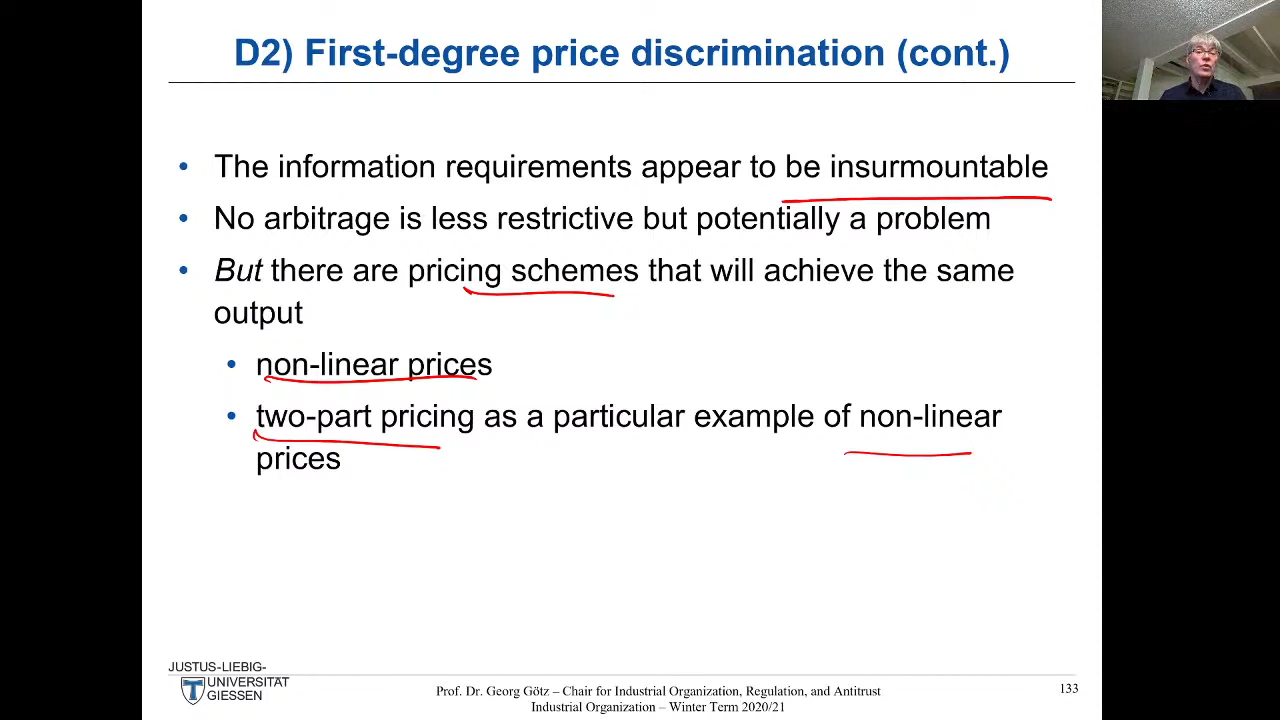 D2) First-degree price discrimination (cont.)
• The information requirements appear to be insurmountable
• No arbitrage is less restrictive but potentially a problem
• But there are pricing schemes that will achieve the same
output
• non-linear prices
• two-part pricing as a particular example of non-linear
prices
JUSTUS-LIEBIG-
UNIVERSITÄT
GIESSEN
Prof. Dr. Georg Götz – Chair for Industrial Organization, Regulation, and Antitrust
Industrial Organization – Winter Term 2020/21
133